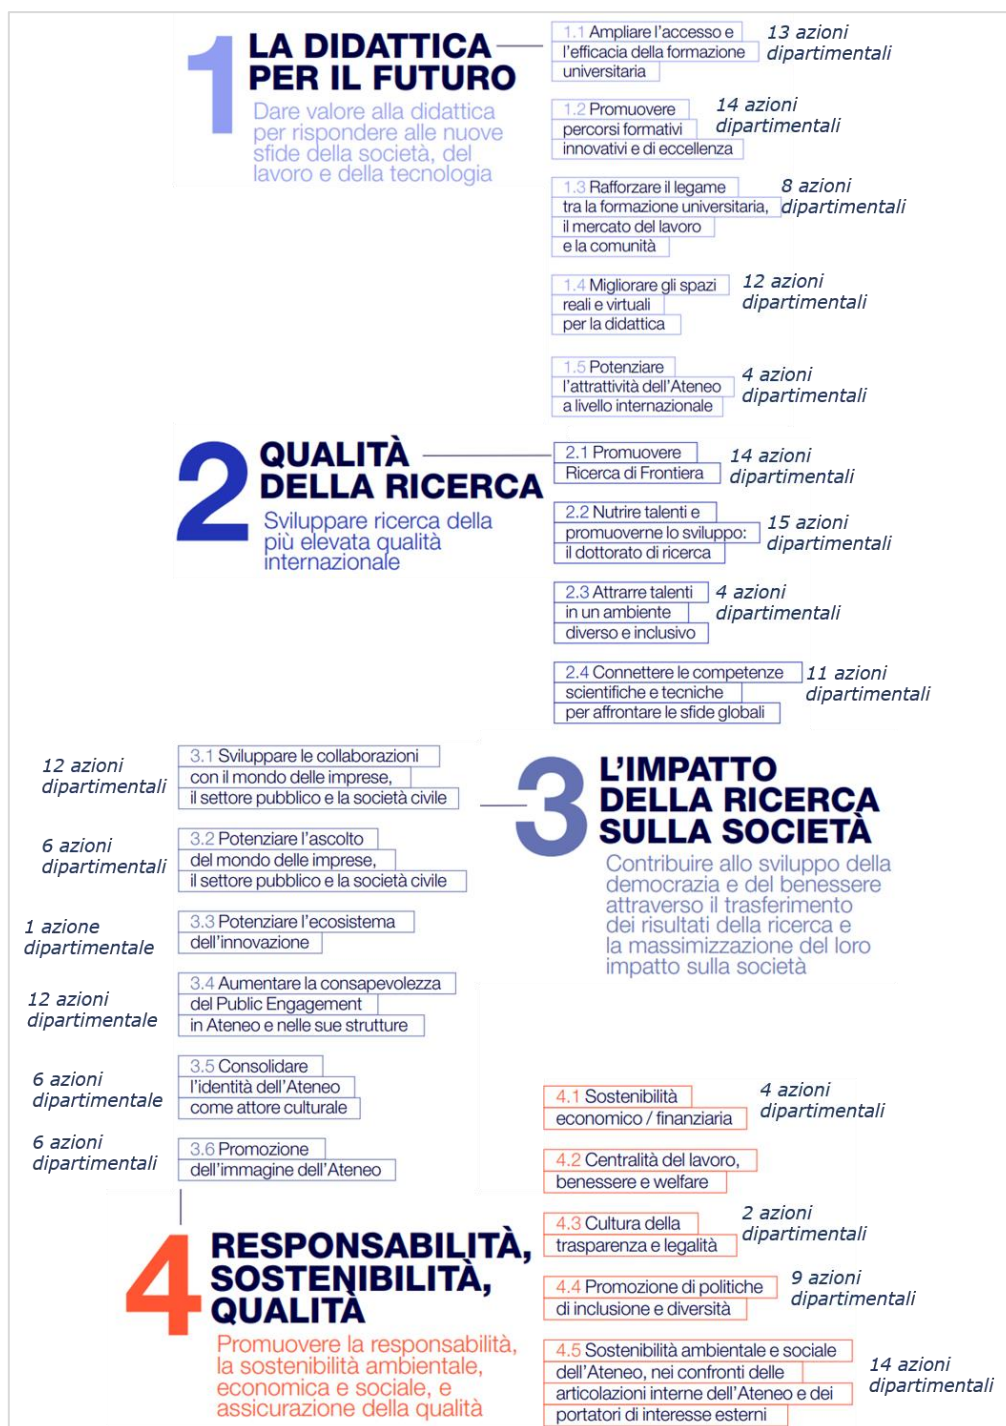 1
LA DIDATTICA
PER IL FUTURO
Dare valore alla didattica
per rispondere alle nuove
sfide della società, del
lavoro e della tecnologia
1.1 Ampliare l'accesso e
l'efficacia della formazione
universitaria
13 azioni
dipartimentali
1.2 Promuovere
percorsi formativi
innovativi e di eccellenza
14 azioni
dipartimentali
1.3 Rafforzare il legame
tra la formazione universitaria,
il mercato del lavoro
e la comunità
8 azioni
dipartimentali
1.4 Migliorare gli spazi
reali e virtuali
per la didattica
12 azioni
dipartimentali
1.5 Potenziare
l'attrattività dell'Ateneo
a livello internazionale
4 azioni
dipartimentali
2
QUALITÀ
DELLA RICERCA
Sviluppare ricerca della
più elevata qualità
internazionale
2.1 Promuovere
Ricerca di Frontiera
14 azioni
dipartimentali
2.2 Nutrire talenti e
promuoverne lo sviluppo:
il dottorato di ricerca
15 azioni
dipartimentali
2.3 Attrarre talenti
in un ambiente
diverso e inclusivo
4 azioni
dipartimentali
2.4 Connettere le competenze
scientifiche e tecniche
per affrontare le sfide globali
11 azioni
dipartimentali
3
L'IMPATTO
DELLA RICERCA
SULLA SOCIETÀ
Contribuire allo sviluppo della
democrazia e del benessere
attraverso il trasferimento
dei risultati della ricerca e
la massimizzazione del loro
impatto sulla società
12 azioni
dipartimentali
3.1 Sviluppare le collaborazioni
con il mondo delle imprese,
il settore pubblico e la società civile
6 azioni
dipartimentali
3.2 Potenziare l'ascolto
del mondo delle imprese,
il settore pubblico e la società civile
1 azione
dipartimentale
3.3 Potenziare l'ecosistema
dell'innovazione
12 azioni
dipartimentale
3.4 Aumentare la consapevolezza
del Public Engagement
in Ateneo e nelle sue strutture
6 azioni
dipartimentale
3.5 Consolidare
l'identità dell'Ateneo
come attore culturale
6 azioni
dipartimentali
3.6 Promozione
dell'immagine dell'Ateneo
4
RESPONSABILITÀ,
SOSTENIBILITÀ,
QUALITÀ
Promuovere la responsabilità,
la sostenibilità ambientale,
economica e sociale, e
assicurazione della qualità
4.1 Sostenibilità
economico / finanziaria
4 azioni
dipartimentali
4.2 Centralità del lavoro,
benessere e welfare
4.3 Cultura della
trasparenza e legalità
2 azioni
dipartimentali
4.4 Promozione di politiche
di inclusione e diversità
9 azioni
dipartimentali
4.5 Sostenibilità ambientale e sociale
dell'Ateneo, nei confronti delle
articolazioni interne dell'Ateneo e dei
portatori di interesse esterni
14 azioni
dipartimentali